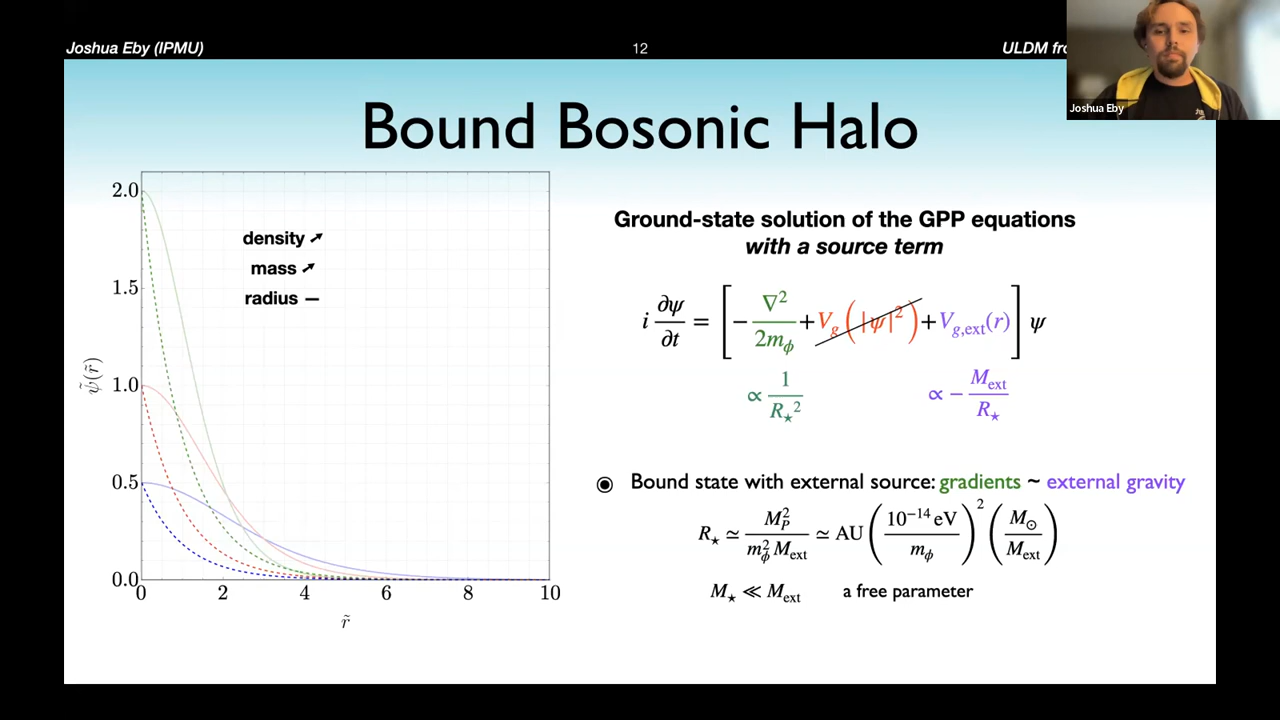 Joshua Eby (IPMU)
12
ULDM fro
Joshua Eby
Bound Bosonic Halo
2.0
1.5
1.0
0.5
0.0
0 2 4 6 8 10
ψ̃(r̃)
r̃
density ↗
mass ↗
radius –
Ground-state solution of the GPP equations
with a source term
i ∂ψ/∂t = [ − ∇²/2m_ϕ + V_g (|ψ|²) + V_g,ext(r) ] ψ
∝ 1/R⋆²
∝ − M_ext/R⋆
◉ Bound state with external source: gradients ~ external gravity
R⋆ ≃ M_P²/(m_ϕ² M_ext) ≃ AU (10⁻¹⁴ eV/m_ϕ)² (M_⊙/M_ext)
M⋆ ≪ M_ext a free parameter